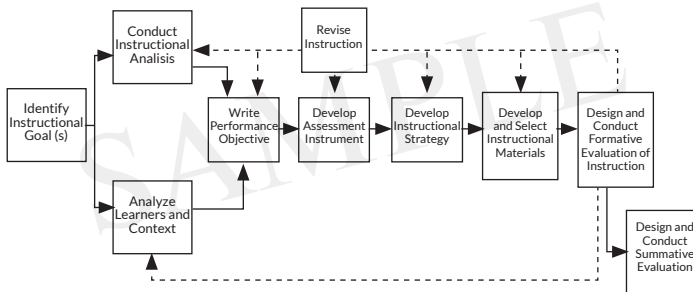 Conduct
Instructional
Analisis
Revise
Instruction
Identify
Instructional
Goal (s)
Write
Performance
Objective
Develop
Assessment
Instrument
Develop
Instructional
Strategy
Develop
and Select
Instructional
Materials
Design and
Conduct
Formative
Evaluation of
Instruction
Analyze
Learners and
Context
Design and
Conduct
Summative
Evaluation
SAMPLE